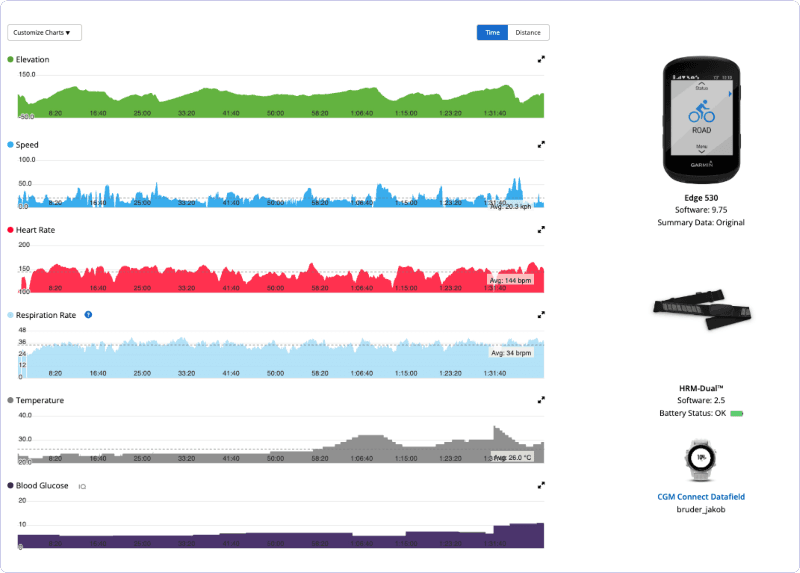 Customize Charts ▼
Time Distance
Elevation
150.0
-50.0
8:20 16:40 25:00 33:20 41:40 50:00 58:20 1:06:40 1:15:00 1:23:20 1:31:40
Speed
100.0
50.0
0.0
8:20 16:40 25:00 33:20 41:40 50:00 58:20 1:06:40 1:15:00 1:23:20 1:31:40
Avg: 20.3 kph
Heart Rate
200
150
100
8:20 16:40 25:00 33:20 41:40 50:00 58:20 1:06:40 1:15:00 1:23:20 1:31:40
Avg: 144 bpm
Respiration Rate ?
48
36
24
12
0
8:20 16:40 25:00 33:20 41:40 50:00 58:20 1:06:40 1:15:00 1:23:20 1:31:40
Avg: 34 brpm
Temperature
40.0
30.0
20.0
8:20 16:40 25:00 33:20 41:40 50:00 58:20 1:06:40 1:15:00 1:23:20 1:31:40
Avg: 26.0 °C
Blood Glucose IQ
20
10
0
8:20 16:40 25:00 33:20 41:40 50:00 58:20 1:06:40 1:15:00 1:23:20 1:31:40
Status
ROAD
Menu
GARMIN
Edge 530
Software: 9.75
Summary Data: Original
HRM-Dual™
Software: 2.5
Battery Status: OK
CGM Connect Datafield
bruder_jakob